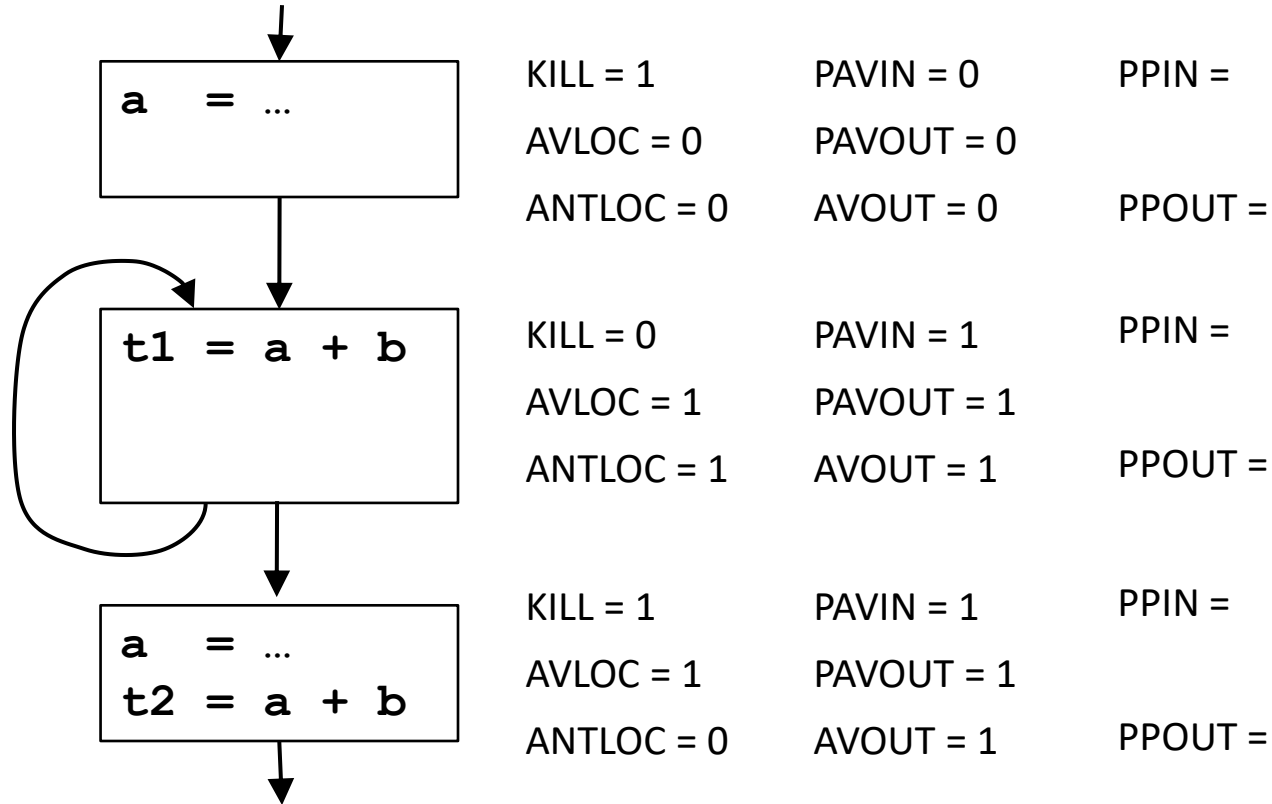 a = …
KILL = 1 PAVIN = 0 PPIN =
AVLOC = 0 PAVOUT = 0
ANTLOC = 0 AVOUT = 0 PPOUT =
t1 = a + b
KILL = 0 PAVIN = 1 PPIN =
AVLOC = 1 PAVOUT = 1
ANTLOC = 1 AVOUT = 1 PPOUT =
a = …
t2 = a + b
KILL = 1 PAVIN = 1 PPIN =
AVLOC = 1 PAVOUT = 1
ANTLOC = 0 AVOUT = 1 PPOUT =